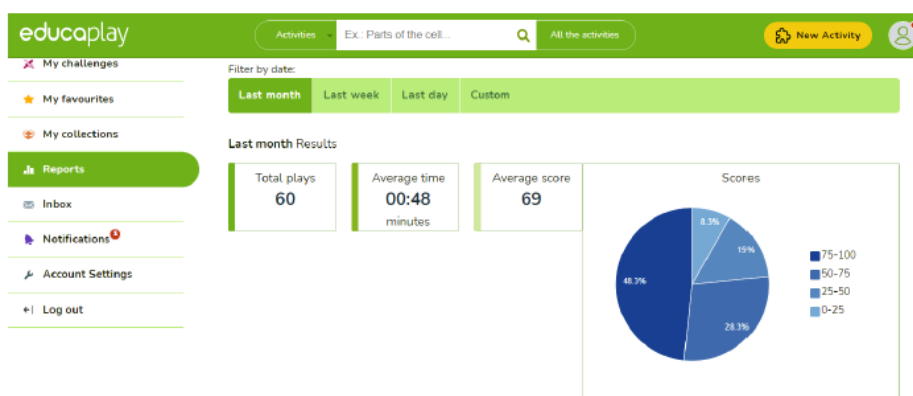 educaplay
Activities
Ex.: Parts of the cell...
All the activities
New Activity
My challenges
My favourites
My collections
Reports
Inbox
Notifications
Account Settings
Log out
Filter by date:
Last month Last week Last day Custom
Last month Results
Total plays
60
Average time
00:48
minutes
Average score
69
Scores
8.3%
15%
28.3%
48.3%
75-100
50-75
25-50
0-25